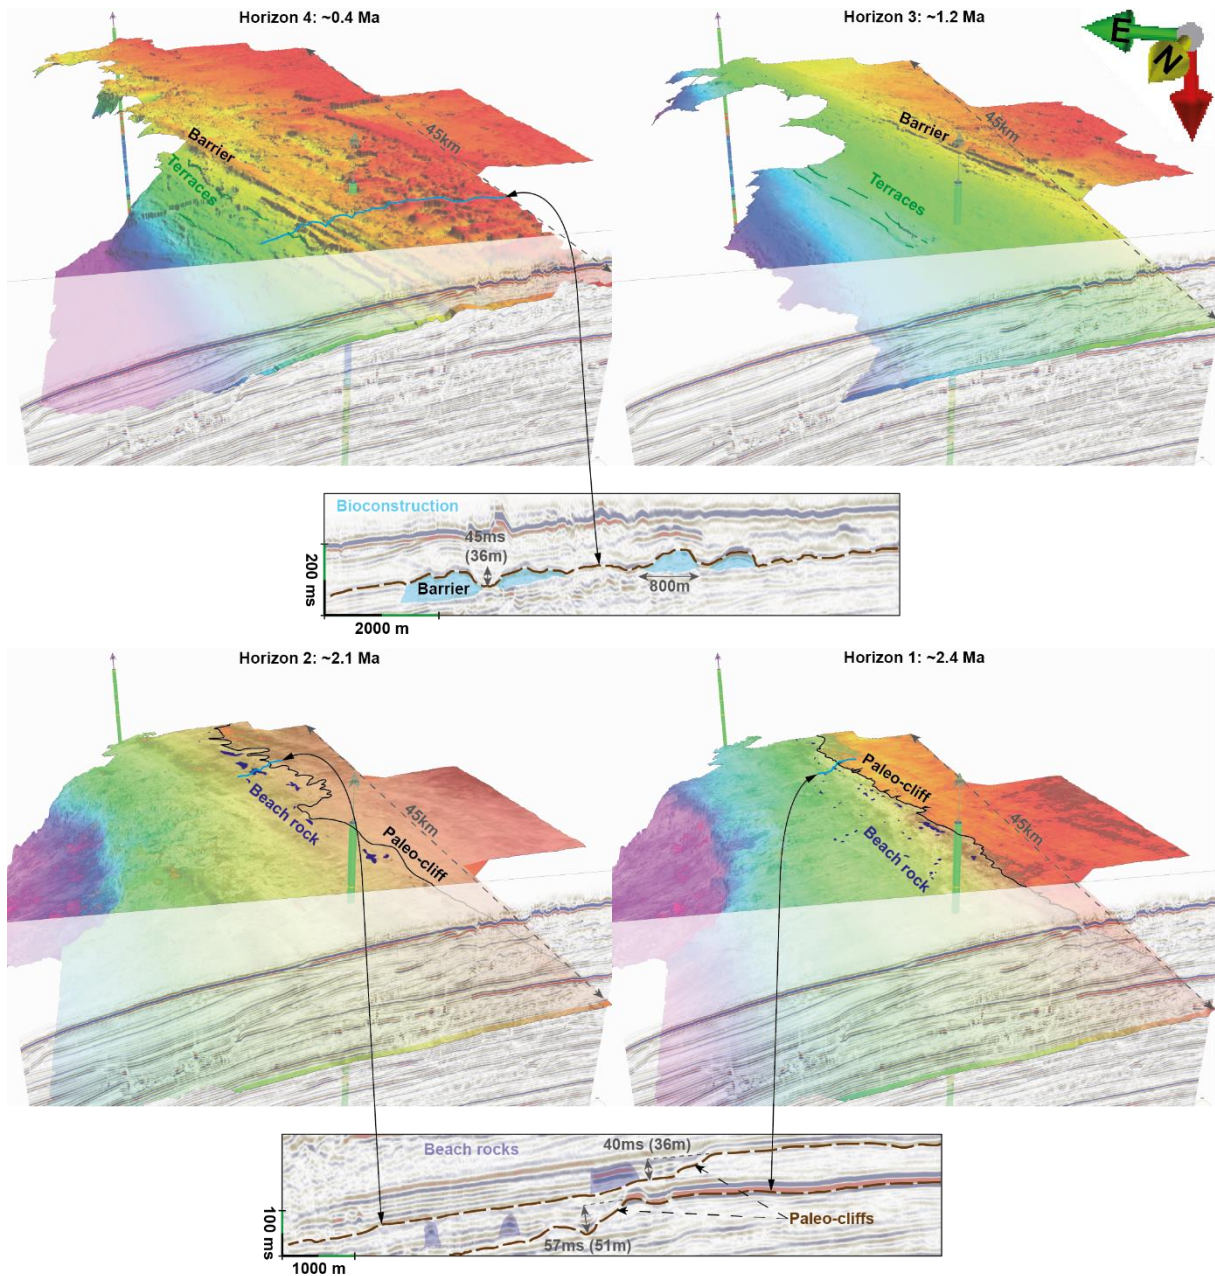 Horizon 4: ~0.4 Ma
Horizon 3: ~1.2 Ma
E
N
Barrier
45km
Terraces
Barrier
45km
Terraces
Bioconstruction
45ms
(36m)
200 ms
Barrier
800m
2000 m
Horizon 2: ~2.1 Ma
Horizon 1: ~2.4 Ma
Beach rock
45km
Paleo-cliff
Paleo-cliff
45km
Beach rock
Beach rocks
40ms (36m)
100 ms
57ms (51m)
Paleo-cliffs
1000 m